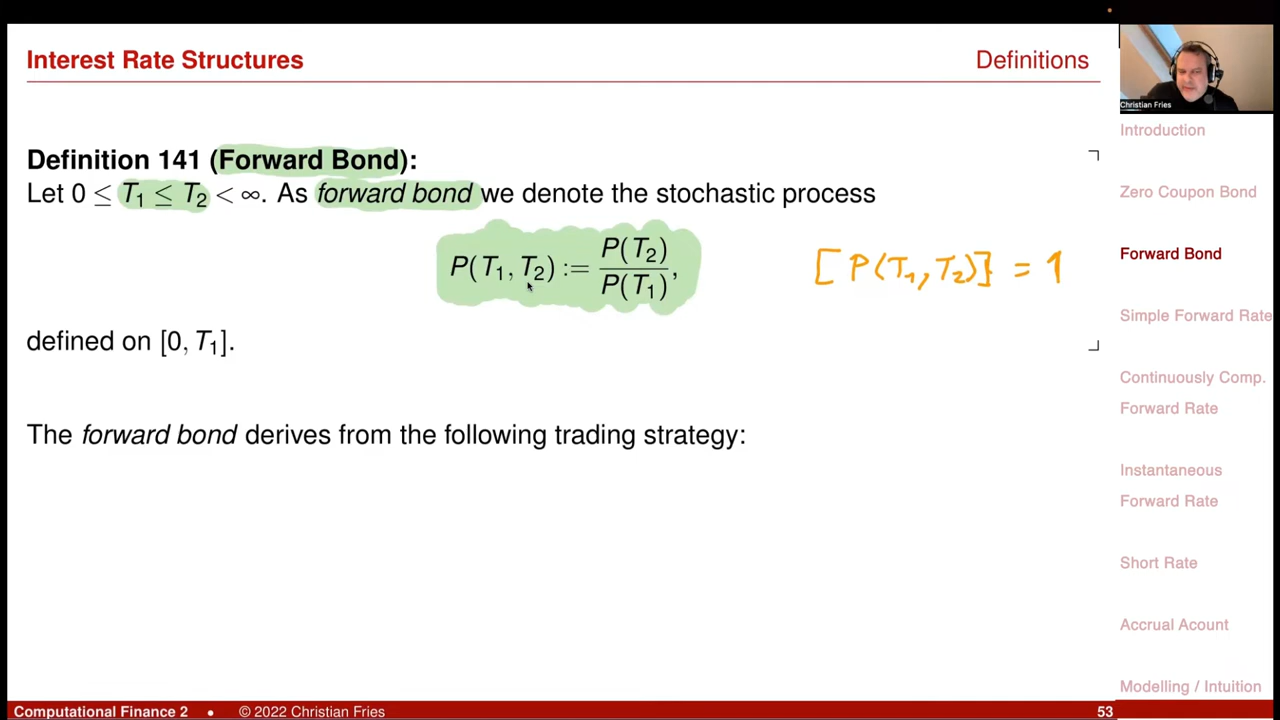 Interest Rate Structures
Definitions
Definition 141 (Forward Bond):
Let 0 ≤ T₁ ≤ T₂ < ∞. As forward bond we denote the stochastic process
P(T₁, T₂) := P(T₂) / P(T₁),
[P(T₁, T₂)] = 1
defined on [0, T₁].
The forward bond derives from the following trading strategy:
Christian Fries
Introduction
Zero Coupon Bond
Forward Bond
Simple Forward Rate
Continuously Comp.
Forward Rate
Instantaneous
Forward Rate
Short Rate
Accrual Acount
Modelling / Intuition
Computational Finance 2 • © 2022 Christian Fries
53